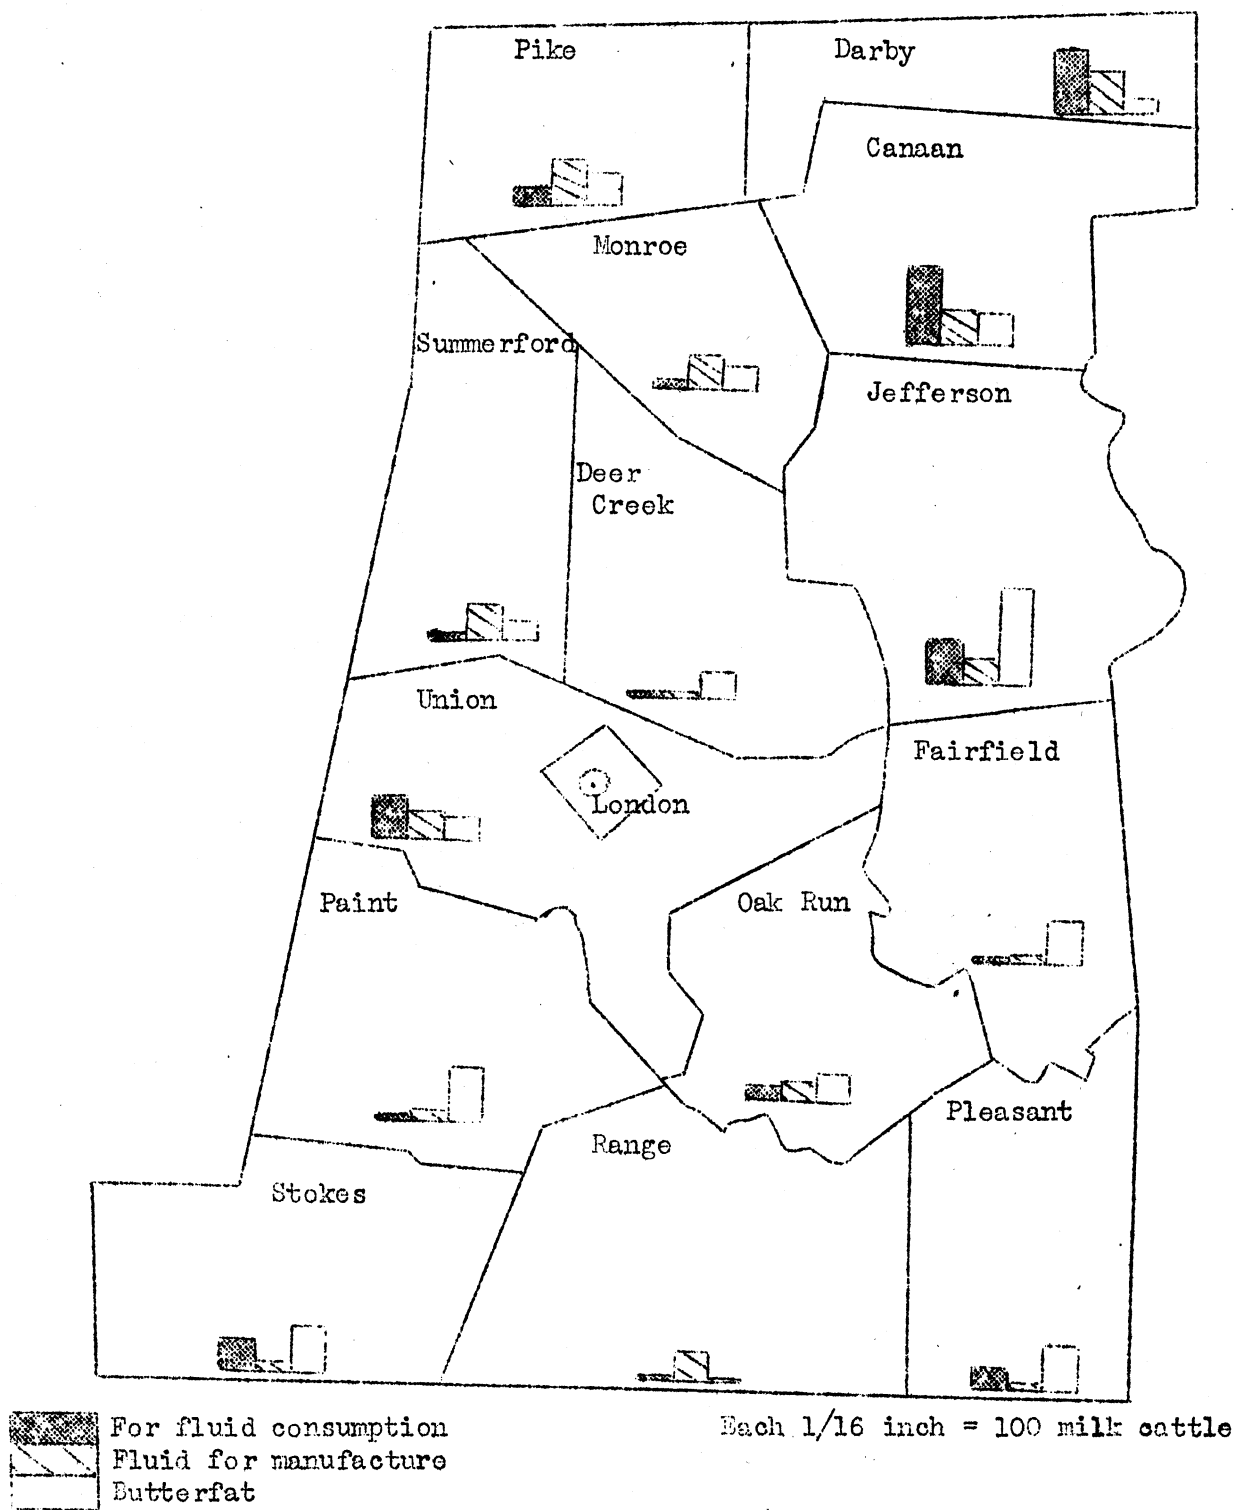 Pike
Darby
Canaan
Monroe
Summerford
Jefferson
Deer
Creek
Union
Fairfield
London
Paint
Oak Run
Pleasant
Range
Stokes
For fluid consumption
Fluid for manufacture
Butterfat
Each 1/16 inch = 100 milk cattle